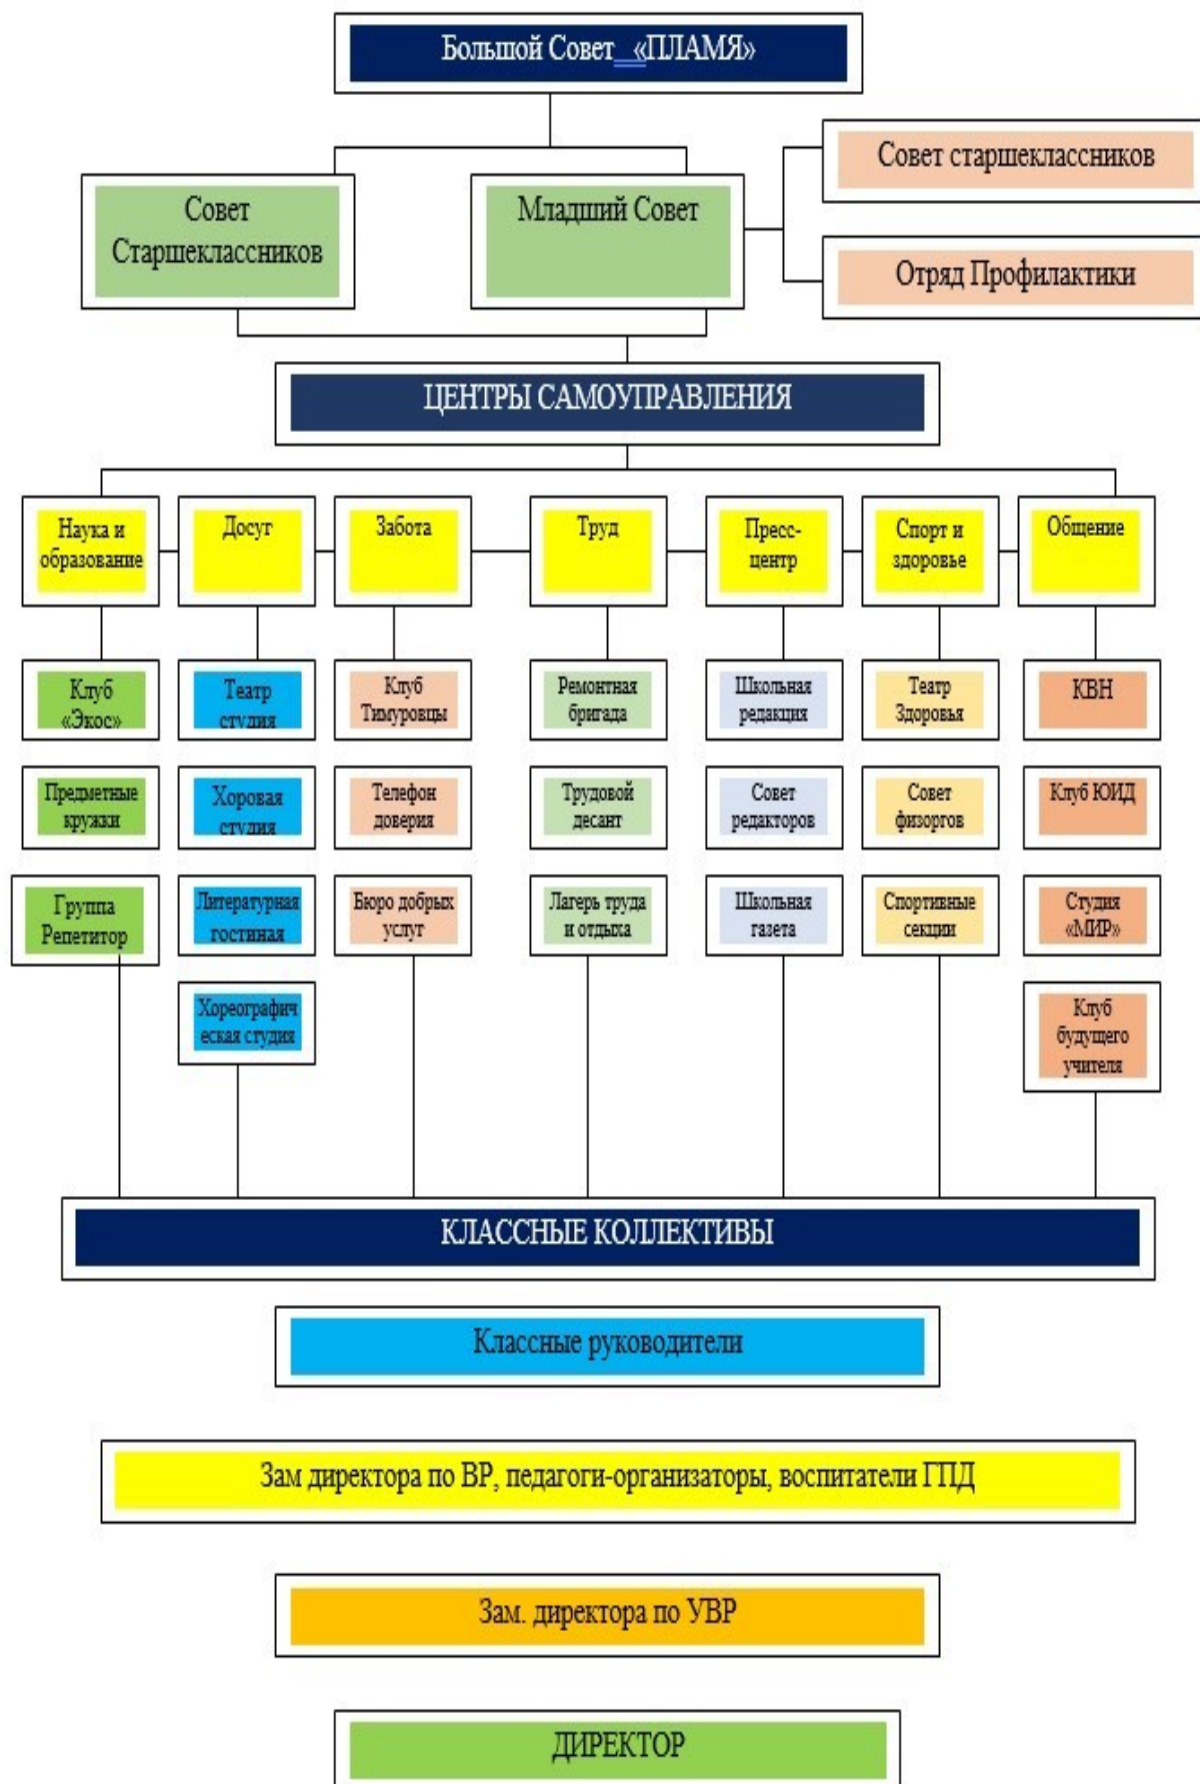 Большой Совет «ПЛАМЯ»
Совет старшеклассников
Совет
Старшеклассников
Младший Совет
Отряд Профилактики
ЦЕНТРЫ САМОУПРАВЛЕНИЯ
Наука и
образование
Досуг
Забота
Труд
Пресс-
центр
Спорт и
здоровье
Общение
Клуб
«Экос»
Театр
студия
Клуб
Тимуровцы
Ремонтная
бригада
Школьная
редакция
Театр
Здоровья
КВН
Предметные
кружки
Хоровая
студия
Телефон
доверия
Трудовой
десант
Совет
редакторов
Совет
физоргов
Клуб ЮИД
Группа
Репетитор
Литературная
гостиная
Бюро добрых
услуг
Лагерь труда
и отдыха
Школьная
газета
Спортивные
секции
Студия
«МИР»
Хореографич
еская студия
Клуб
будущего
учителя
КЛАССНЫЕ КОЛЛЕКТИВЫ
Классные руководители
Зам директора по ВР, педагоги-организаторы, воспитатели ГПД
Зам. директора по УВР
ДИРЕКТОР